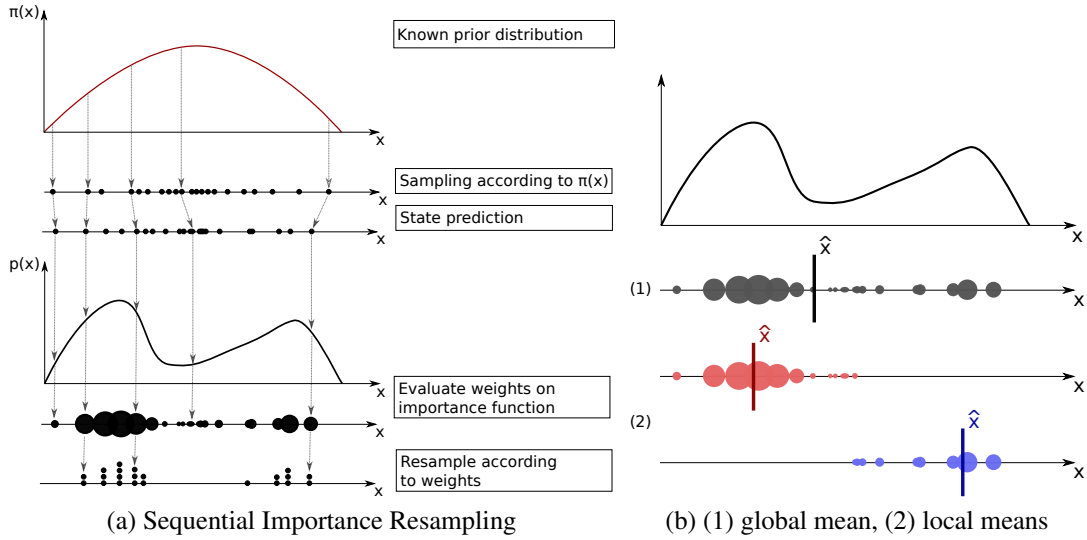 π(x)
Known prior distribution
x
Sampling according to π(x)
x
State prediction
x
p(x)
x
Evaluate weights on
importance function
x
Resample according
to weights
x
(a) Sequential Importance Resampling
x
x̂
(1)
x
x̂
x
(2)
x̂
x
(b) (1) global mean, (2) local means